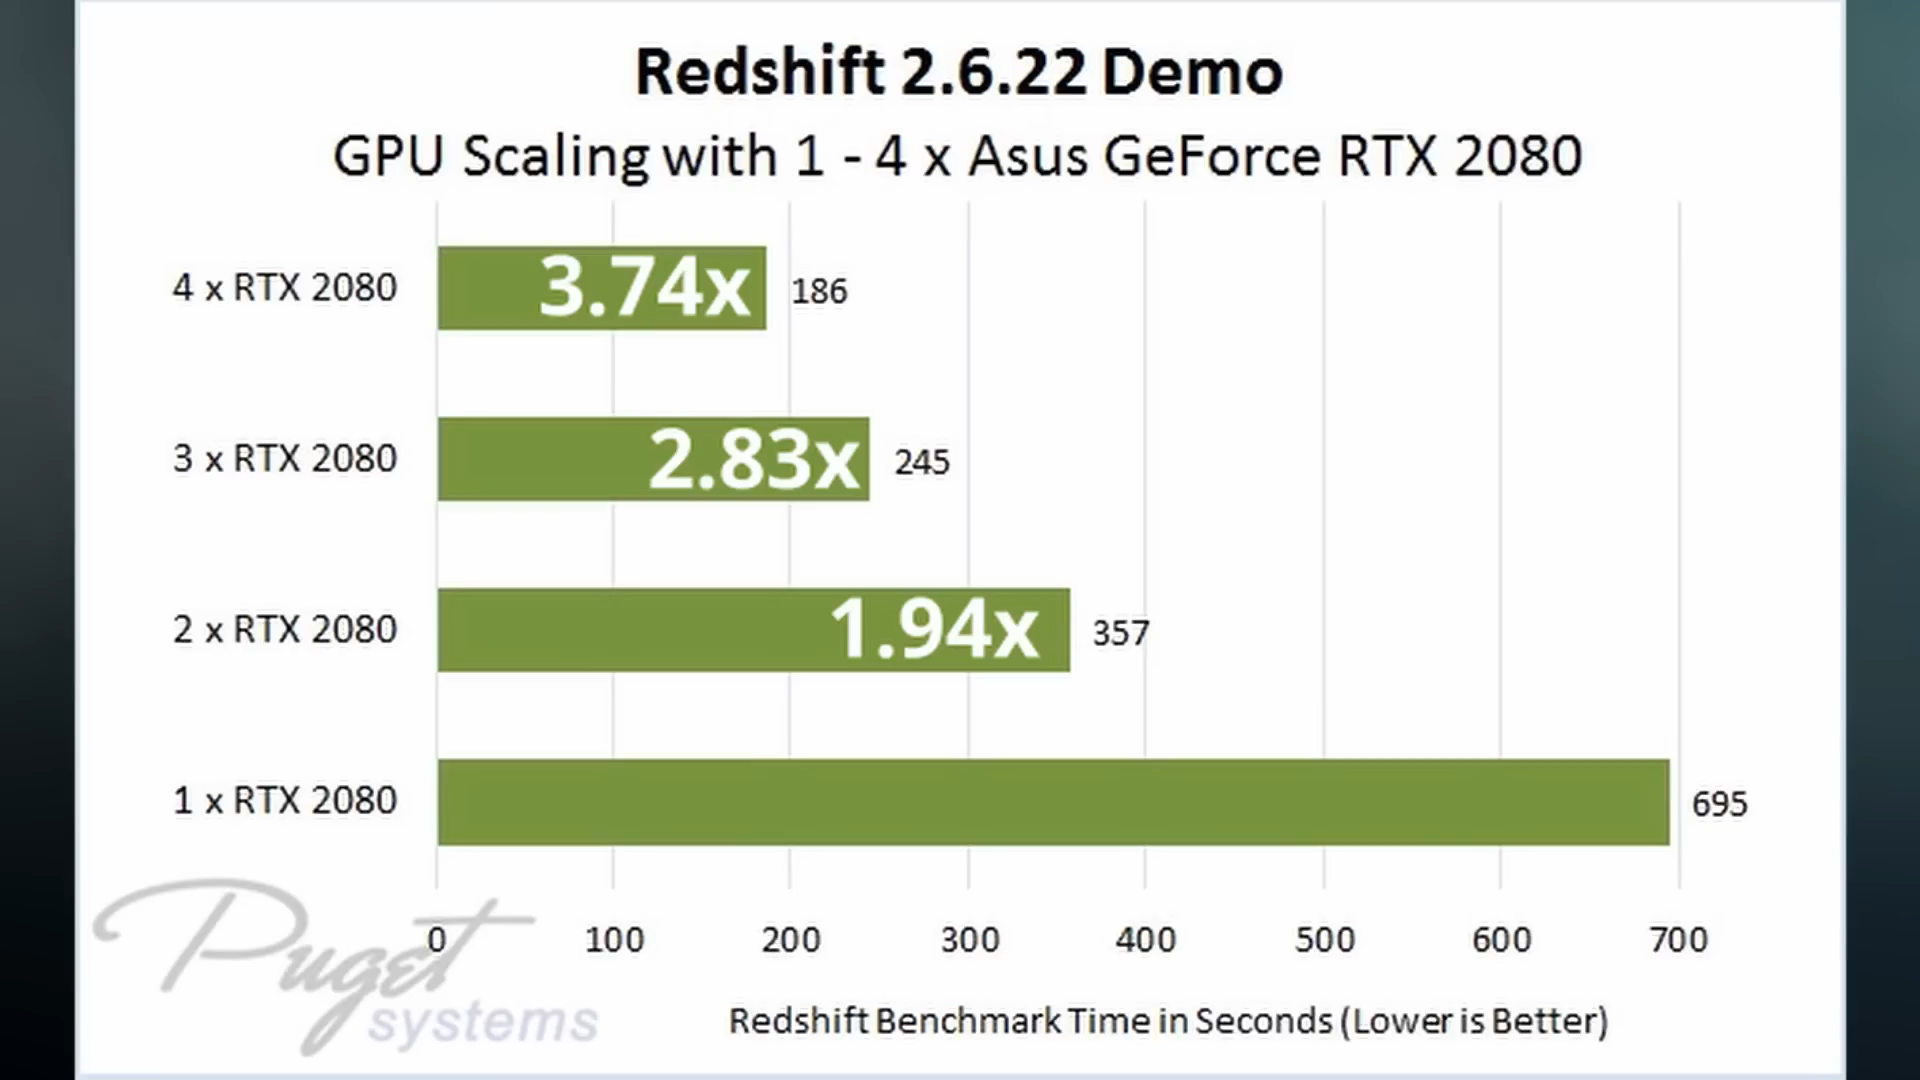 Redshift 2.6.22 Demo
GPU Scaling with 1 - 4 x Asus GeForce RTX 2080
4 x RTX 2080 3.74x 186
3 x RTX 2080 2.83x 245
2 x RTX 2080 1.94x 357
1 x RTX 2080 695
0 100 200 300 400 500 600 700
Puget
systems
Redshift Benchmark Time in Seconds (Lower is Better)